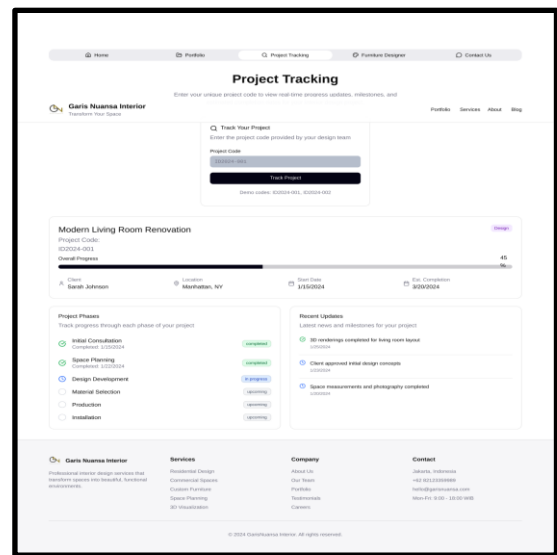 Home
Portfolio
Project Tracking
Furniture Designer
Contact Us
Project Tracking
Enter your unique project code to view real-time progress updates, milestones, and
Garis Nuansa Interior
Transform Your Space
Portfolio Services About Blog
Track Your Project
Enter the project code provided by your design team
Project Code
ID2024-001
Track Project
Demo codes: ID2024-001, ID2024-002
Modern Living Room Renovation
Design
Project Code:
ID2024-001
Overall Progress
45
%
Client
Sarah Johnson
Location
Manhattan, NY
Start Date
1/15/2024
Est. Completion
3/20/2024
Project Phases
Track progress through each phase of your project
Initial Consultation
completed
Space Planning
Completed: 1/22/2024
completed
Design Development
in progress
Material Selection
upcoming
Production
upcoming
Installation
upcoming
Recent Updates
Latest news and milestones for your project
3D renderings completed for living room layout
Client approved initial design concepts
Space measurements and photography completed
Garis Nuansa Interior
Professional interior design services that
transform spaces into beautiful, functional
environments.
Services
Residential Design
Commercial Spaces
Custom Furniture
Space Planning
3D Visualization
Company
About Us
Our Team
Portfolio
Testimonials
Careers
Contact
Jakarta, Indonesia
hello@garisnuansa.com
Mon-Fri: 9:00 - 18:00 WIB
© 2024 GarisNuansa Interior. All rights reserved.